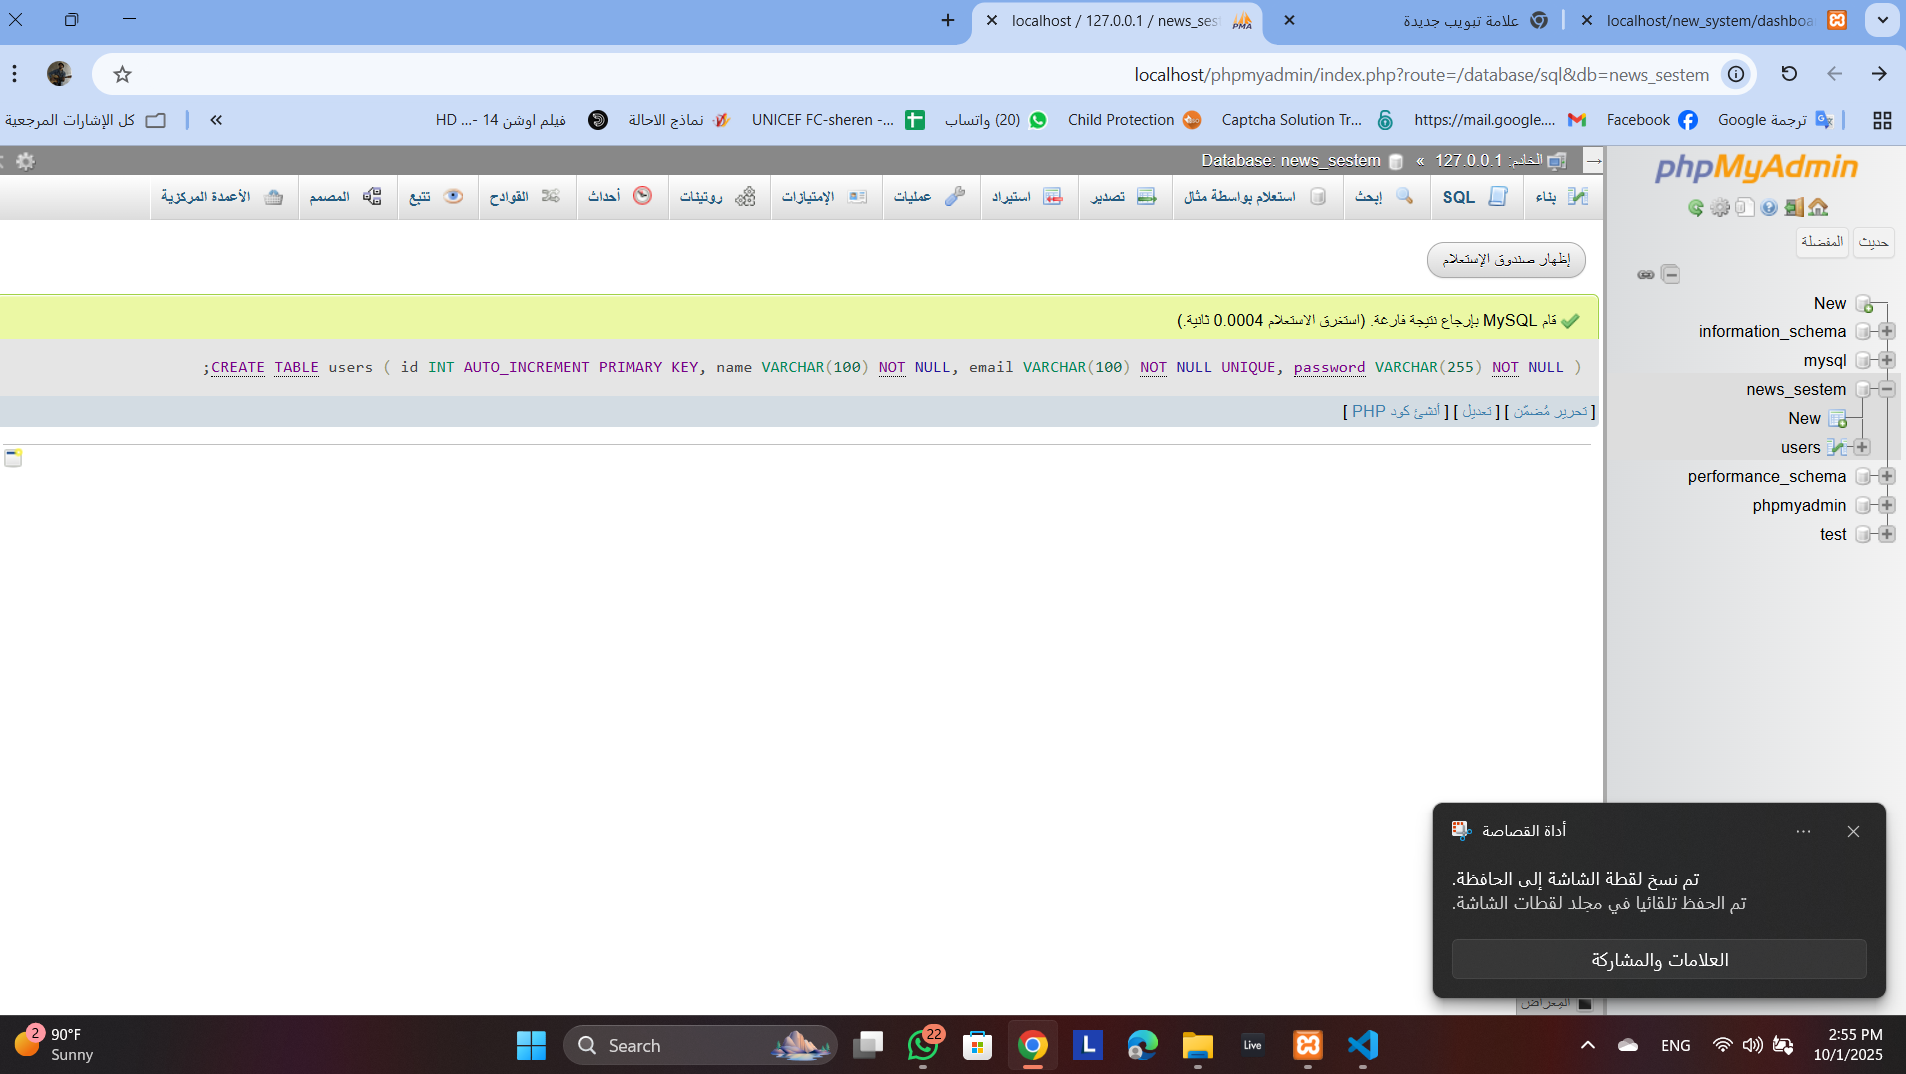 localhost/new_system/dashboa
علامة تبويب جديدة
localhost / 127.0.0.1 / news_sest
localhost/phpmyadmin/index.php?route=/database/sql&db=news_sestem
ترجمة Google
Facebook
https://mail.google....
Captcha Solution Tr...
Child Protection
(20) واتساب
UNICEF FC-sheren -...
نماذج الاحالة
فيلم اوشن 14 -... HD
»
كل الإشارات المرجعية
phpMyAdmin
حديث
المفضلة
New
information_schema
mysql
news_sestem
New
users
performance_schema
phpmyadmin
test
الخادم: 127.0.0.1 » Database: news_sestem
بناء
SQL
إبحث
استعلام بواسطة مثال
تصدير
استيراد
عمليات
الإمتيازات
روتينات
أحداث
القوادح
تتبع
المصمم
الأعمدة المركزية
إظهار صندوق الإستعلام
قام MySQL بإرجاع نتيجة فارغة. (استغرق الاستعلام 0.0004 ثانية.)
CREATE TABLE users ( id INT AUTO_INCREMENT PRIMARY KEY, name VARCHAR(100) NOT NULL, email VARCHAR(100) NOT NULL UNIQUE, password VARCHAR(255) NOT NULL );
[ تحرير مُضمّن ] [ تعديل ] [ أنشئ كود PHP ]
أداة القصاصة
تم نسخ لقطة الشاشة إلى الحافظة.
تم الحفظ تلقائيا في مجلد لقطات الشاشة.
العلامات والمشاركة
2
90°F
Sunny
Search
22
L
Live
ENG
2:55 PM
10/1/2025